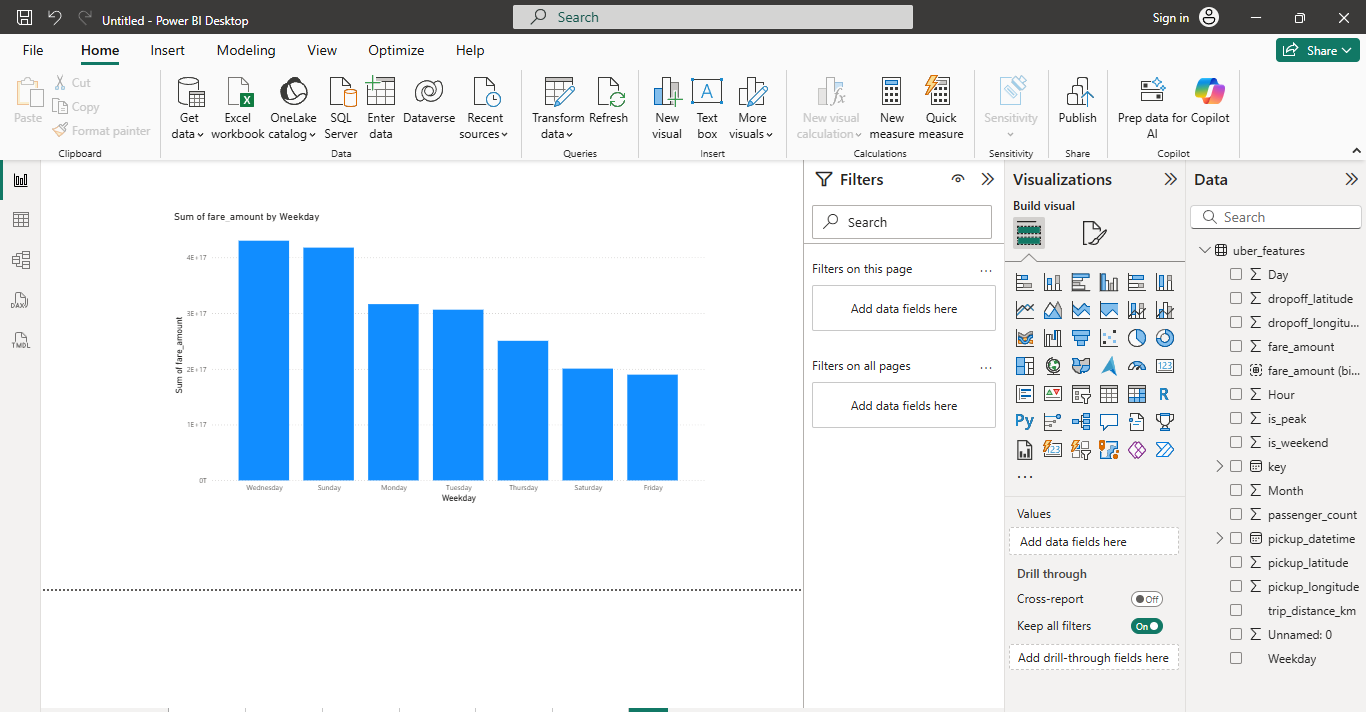 Untitled - Power BI Desktop
Search
Sign in
File Home Insert Modeling View Optimize Help
Share
Paste
Cut
Copy
Format painter
Clipboard
Get data
Excel workbook
OneLake catalog
SQL Server
Enter data
Dataverse
Recent sources
Data
Transform data
Refresh
Queries
New visual
Text box
More visuals
Insert
New visual calculation
New measure
Quick measure
Calculations
Sensitivity
Sensitivity
Publish
Share
Prep data for AI
Copilot
Copilot
DAX
TMDL
Sum of fare_amount by Weekday
Sum of fare_amount
4E+17
3E+17
2E+17
1E+17
0T
Wednesday Sunday Monday Tuesday Thursday Saturday Friday
Weekday
Filters
Search
Filters on this page
...
Add data fields here
Filters on all pages
...
Add data fields here
Visualizations
Build visual
123
R
Py
123
...
Values
Add data fields here
Drill through
Cross-report
Off
Keep all filters
On
Add drill-through fields here
Data
Search
uber_features
Day
dropoff_latitude
dropoff_longitu...
fare_amount
fare_amount (bi...
Hour
is_peak
is_weekend
key
Month
passenger_count
pickup_datetime
pickup_latitude
pickup_longitude
trip_distance_km
Unnamed: 0
Weekday